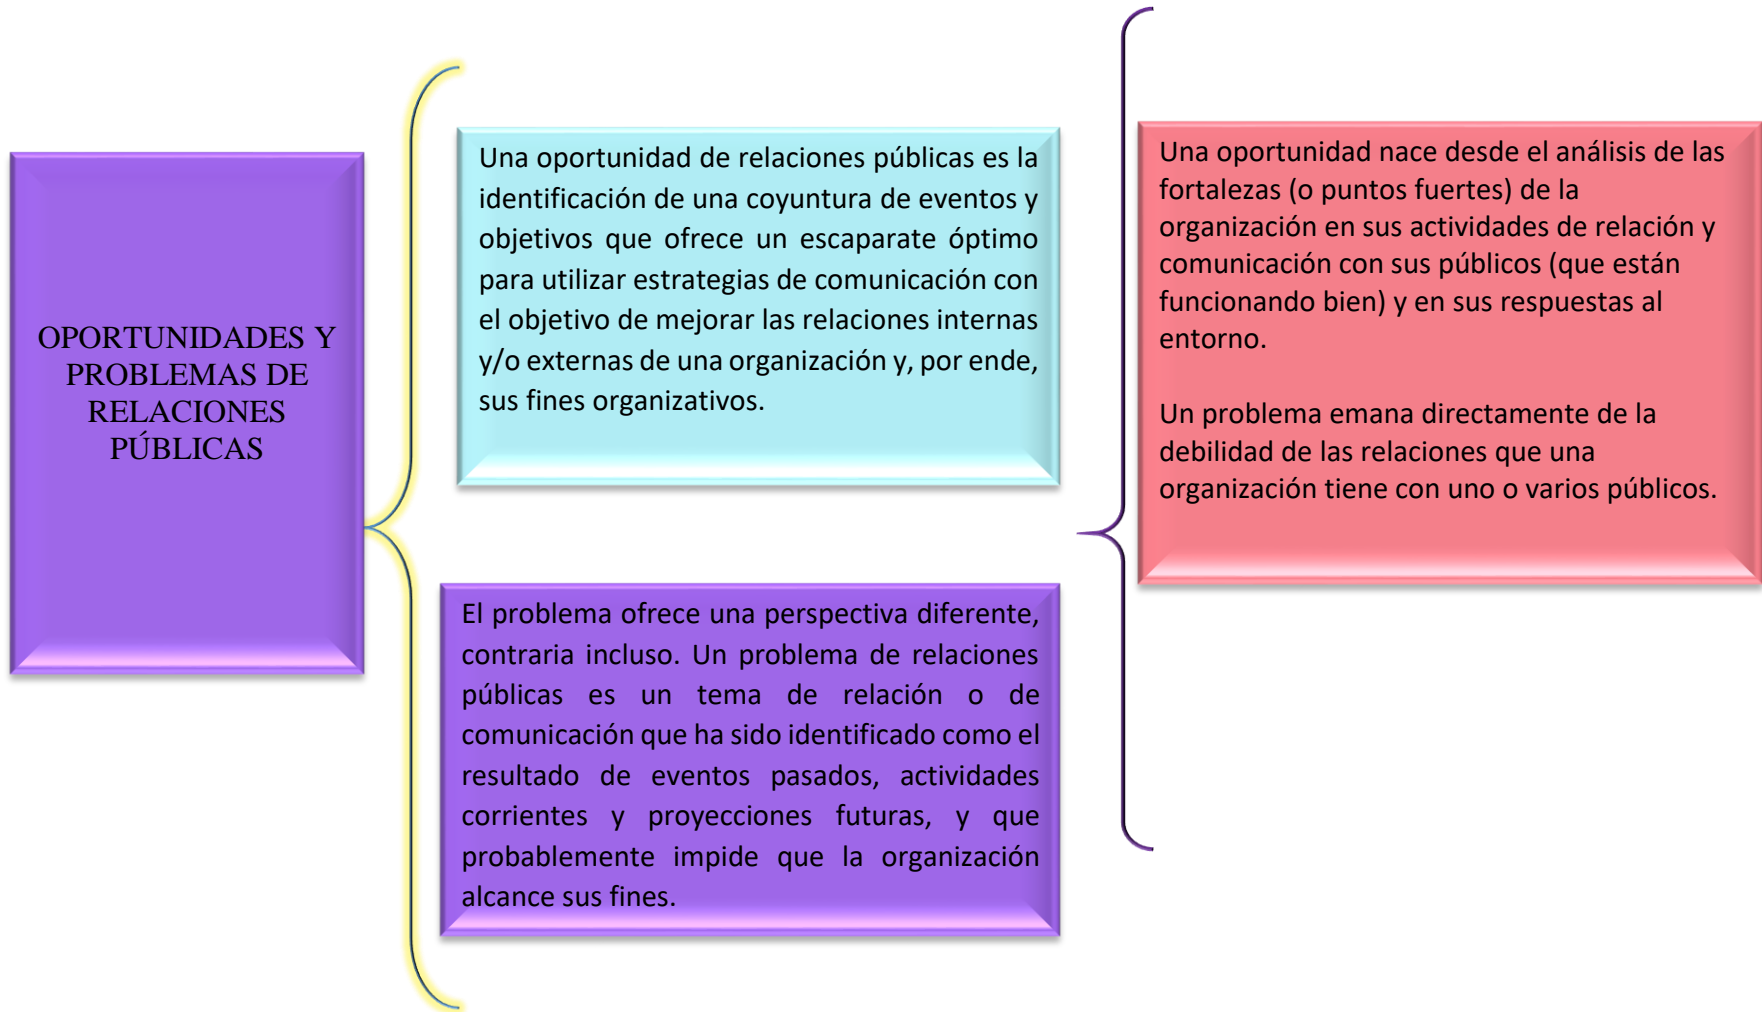 OPORTUNIDADES Y
PROBLEMAS DE
RELACIONES
PÚBLICAS
Una oportunidad de relaciones públicas es la
identificación de una coyuntura de eventos y
objetivos que ofrece un escaparate óptimo
para utilizar estrategias de comunicación con
el objetivo de mejorar las relaciones internas
y/o externas de una organización y, por ende,
sus fines organizativos.
El problema ofrece una perspectiva diferente,
contraria incluso. Un problema de relaciones
públicas es un tema de relación o de
comunicación que ha sido identificado como el
resultado de eventos pasados, actividades
corrientes y proyecciones futuras, y que
probablemente impide que la organización
alcance sus fines.
Una oportunidad nace desde el análisis de las
fortalezas (o puntos fuertes) de la
organización en sus actividades de relación y
comunicación con sus públicos (que están
funcionando bien) y en sus respuestas al
entorno.
Un problema emana directamente de la
debilidad de las relaciones que una
organización tiene con uno o varios públicos.